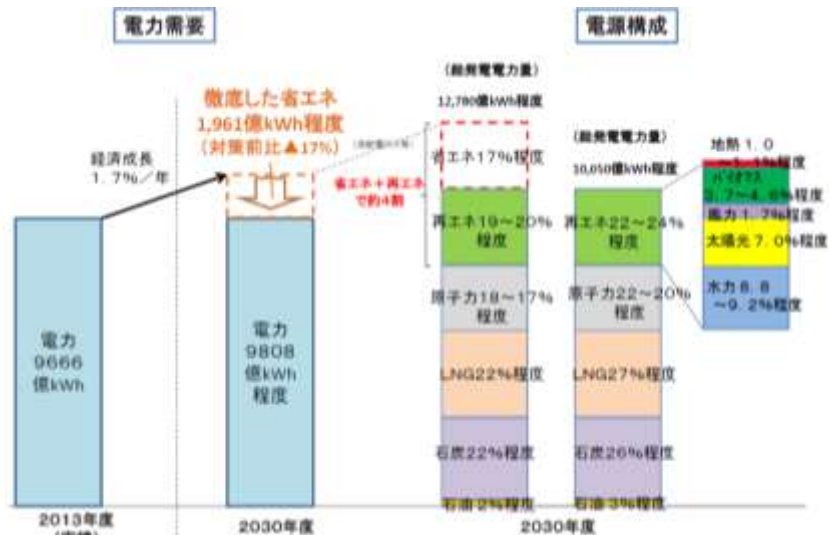 電力需要
電源構成
徹底した省エネ
1,961億kWh程度
(対策前比▲17%)
経済成長
1.7%/年
電力
9666
億kWh
電力
9808
億kWh
程度
2013年度
2030年度
(総発電電力量)
12,780億kWh程度
省エネ17%程度
省エネ+再エネ
で約4割
再エネ19~20%
程度
原子力18~17%
程度
LNG22%程度
石炭22%程度
石油 2%程度
(総発電電力量)
10,650億kWh程度
再エネ22~24%
程度
原子力22~20%
程度
LNG27%程度
石炭26%程度
石油 3%程度
2030年度
地熱 1.0
~1.1%程度
バイオマス
3.7~4.6%程度
風力 1.7%程度
太陽光 7.0%程度
水力 8.8
~9.2%程度